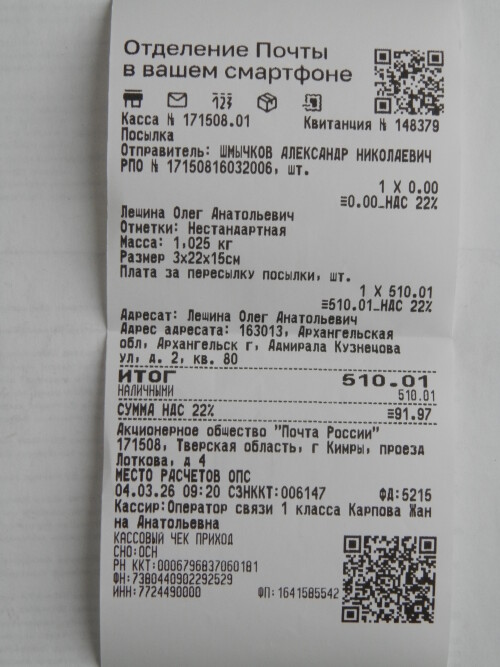 Отделение Почты
в вашем смартфоне
Касса № 171508.01 Квитанция № 148379
Посылка
Отправитель: ШМЫЧКОВ АЛЕКСАНДР НИКОЛАЕВИЧ
РПО № 17150816032006, шт.
1 X 0.00
≡0.00_НДС 22%
Лешина Олег Анатольевич
Отметки: Нестандартная
Масса: 1,025 кг
Размер 3x22x15см
Плата за пересылку посылки, шт.
1 X 510.01
≡510.01_НДС 22%
Адресат: Лешина Олег Анатольевич
Адрес адресата: 163013, Архангельская
обл, Архангельск г, Адмирала Кузнецова
ул, д. 2, кв. 80
ИТОГ 510.01
НАЛИЧНЫМИ 510.01
СУММА НДС 22% ≡91.97
Акционерное общество "Почта России"
171508, Тверская область, г Кимры, проезд
Лоткова, д 4
МЕСТО РАСЧЕТОВ ОПС
04.03.26 09:20 СЗНККТ:006147 ФД:5215
Кассир:Оператор связи 1 класса Карпова Жан
на Анатольевна
КАССОВЫЙ ЧЕК ПРИХОД
СНО:ОСН
РН ККТ:0006796837060181
ФН:7380440902292529
ИНН:7724490000 ФП:1641585542